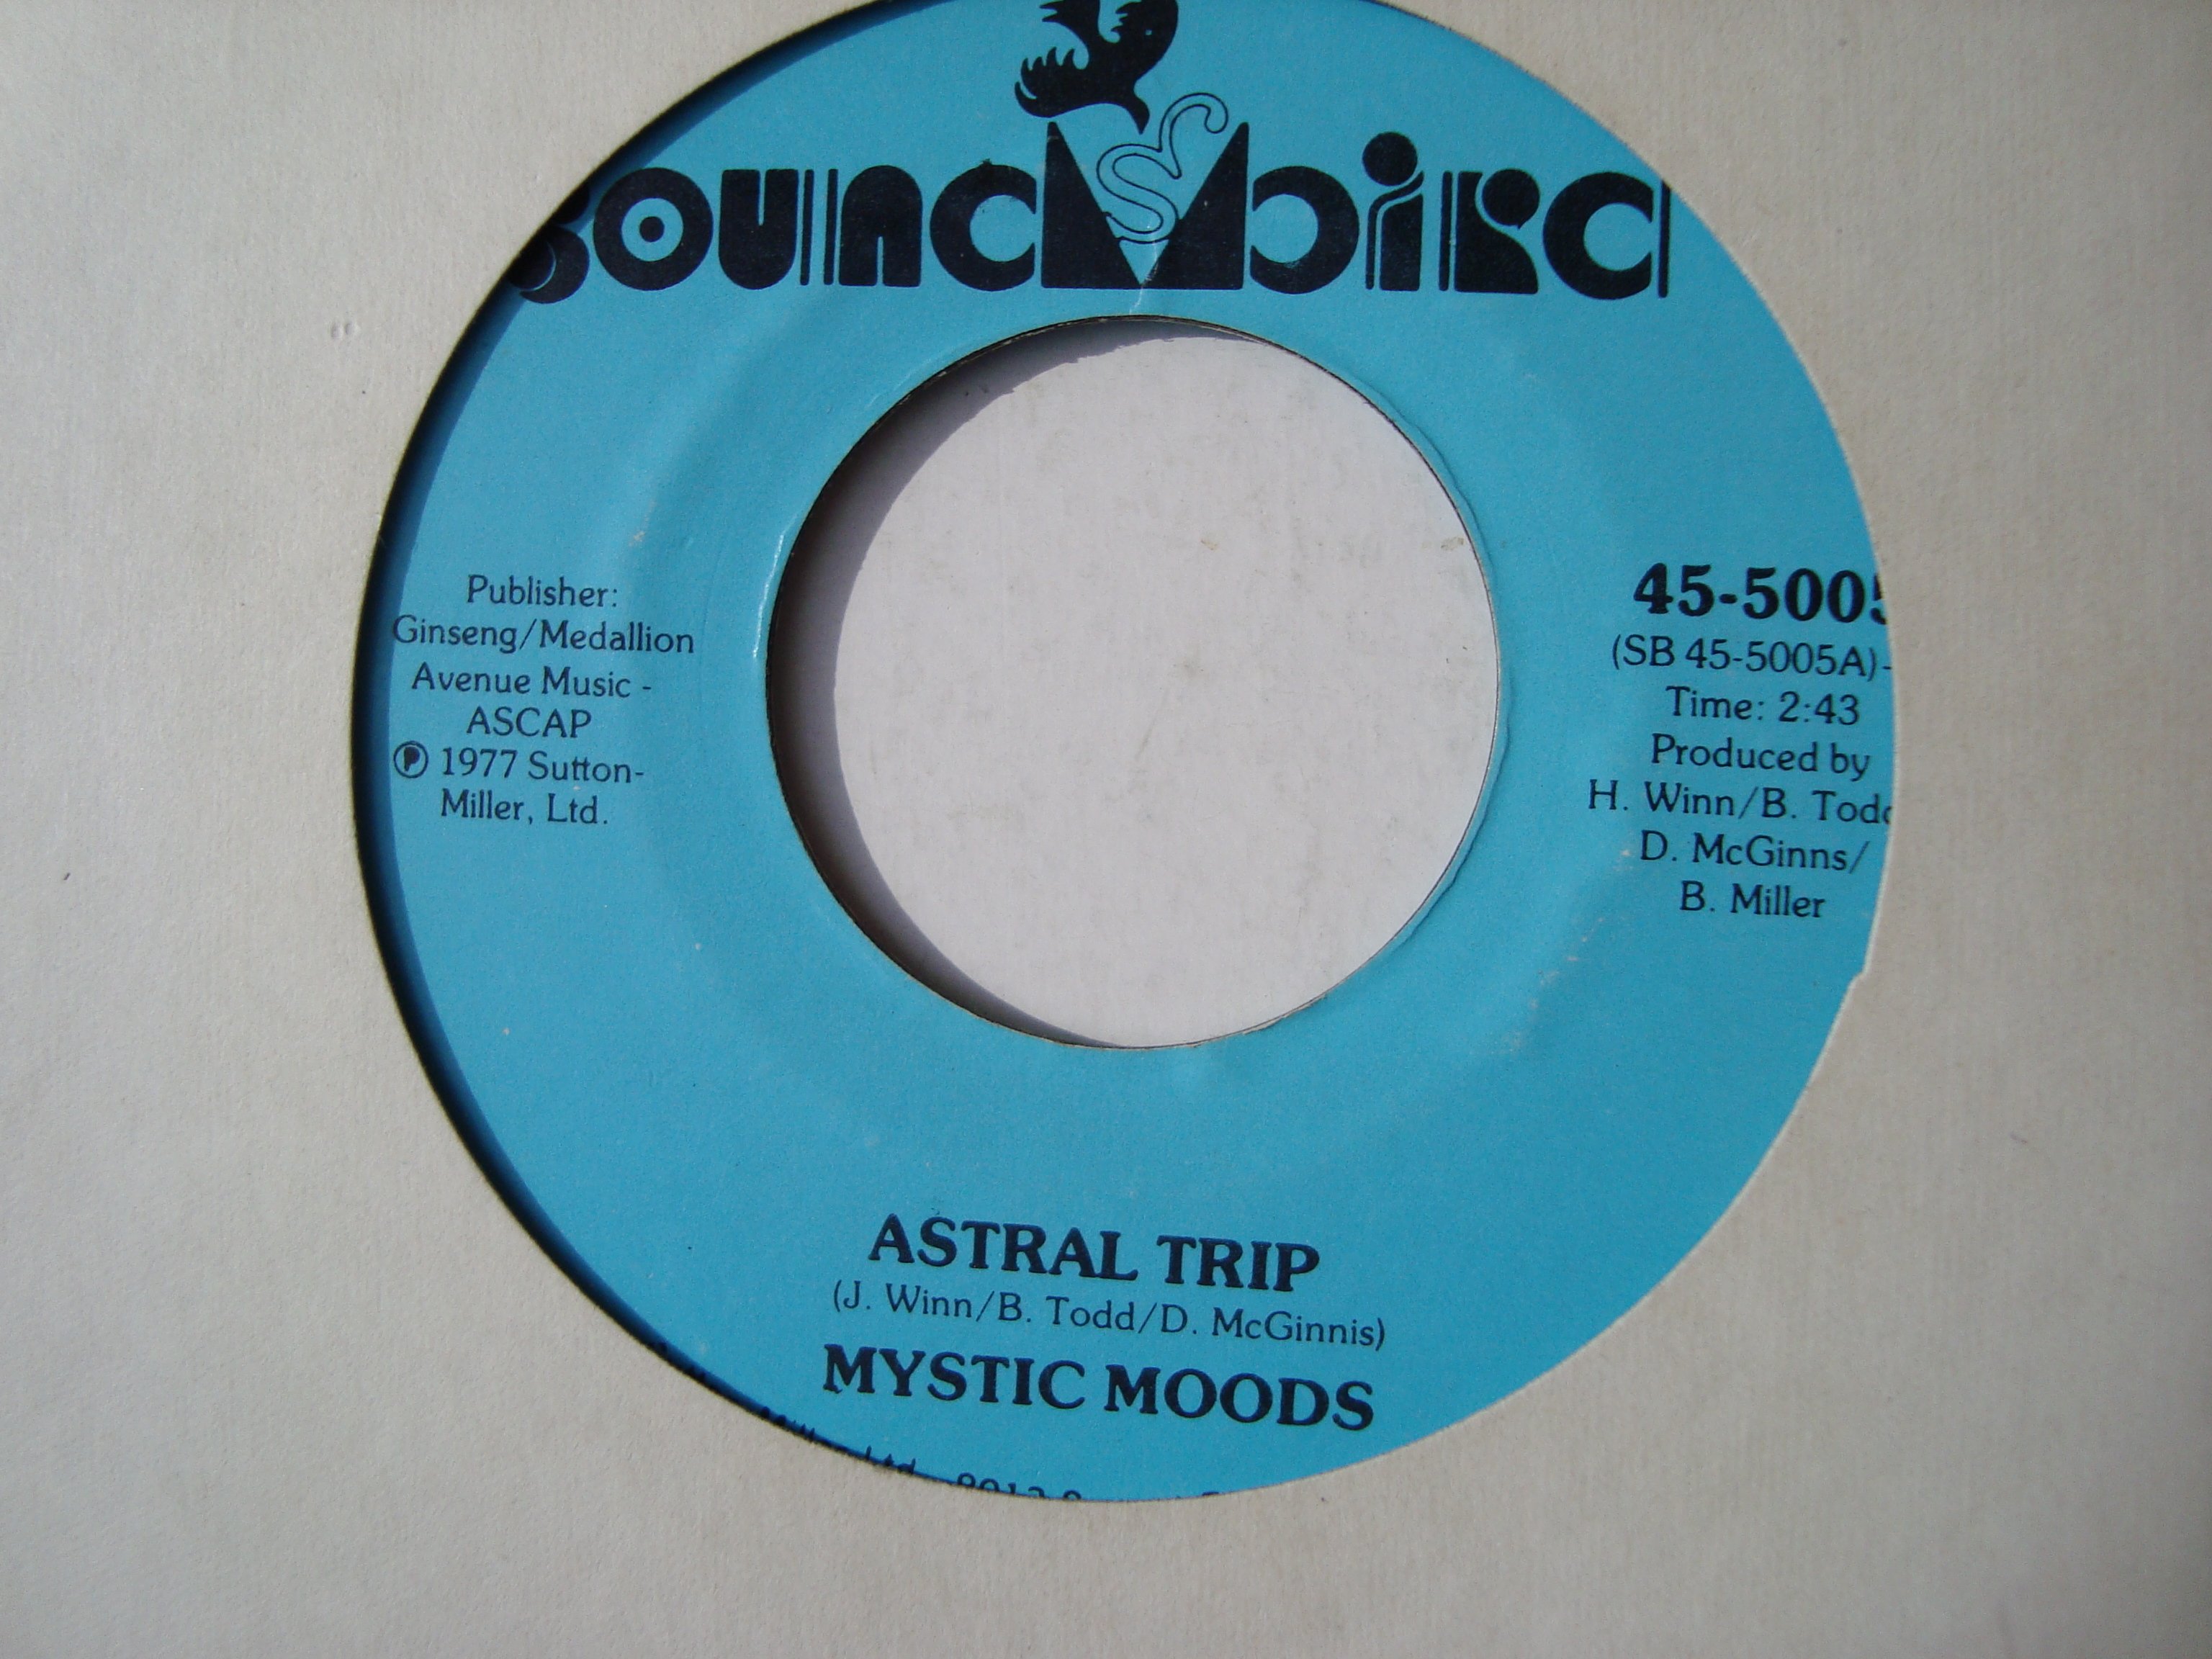 Soundbird
Publisher:
Ginseng/Medallion
Avenue Music -
ASCAP
℗ 1977 Sutton-
Miller, Ltd.
45-5005
(SB 45-5005A)-
Time: 2:43
Produced by
H. Winn/B. Todd
D. McGinns/
B. Miller
ASTRAL TRIP
(J. Winn/B. Todd/D. McGinnis)
MYSTIC MOODS
Ltd.